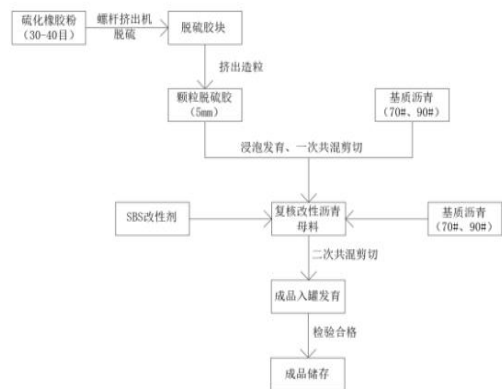 硫化橡胶粉
(30-40目)
螺杆挤出机
脱硫
脱硫胶块
挤出造粒
颗粒脱硫胶
(5mm)
基质沥青
(70#、90#)
浸泡发育、一次共混剪切
SBS改性剂
复核改性沥青
母料
基质沥青
(70#、90#)
二次共混剪切
成品入罐发育
检验合格
成品储存